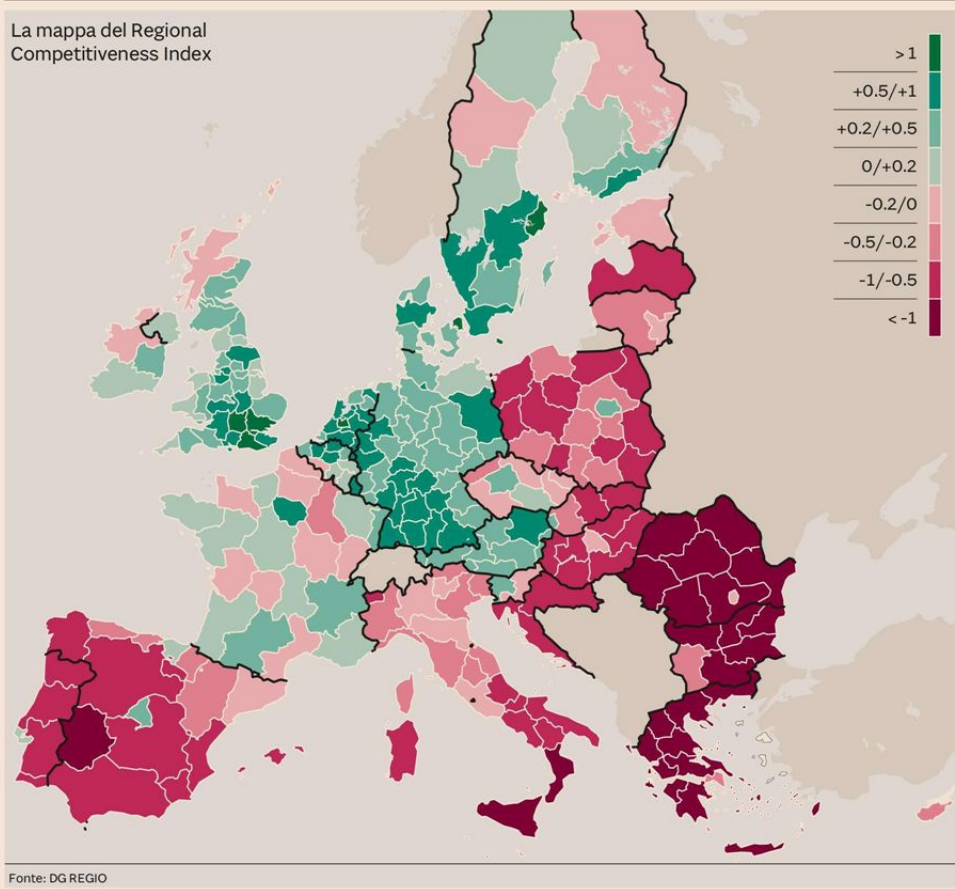 La mappa del Regional
Competitiveness Index
> 1
+0.5/+1
+0.2/+0.5
0/+0.2
-0.2/0
-0.5/-0.2
-1/-0.5
< -1
Fonte: DG REGIO